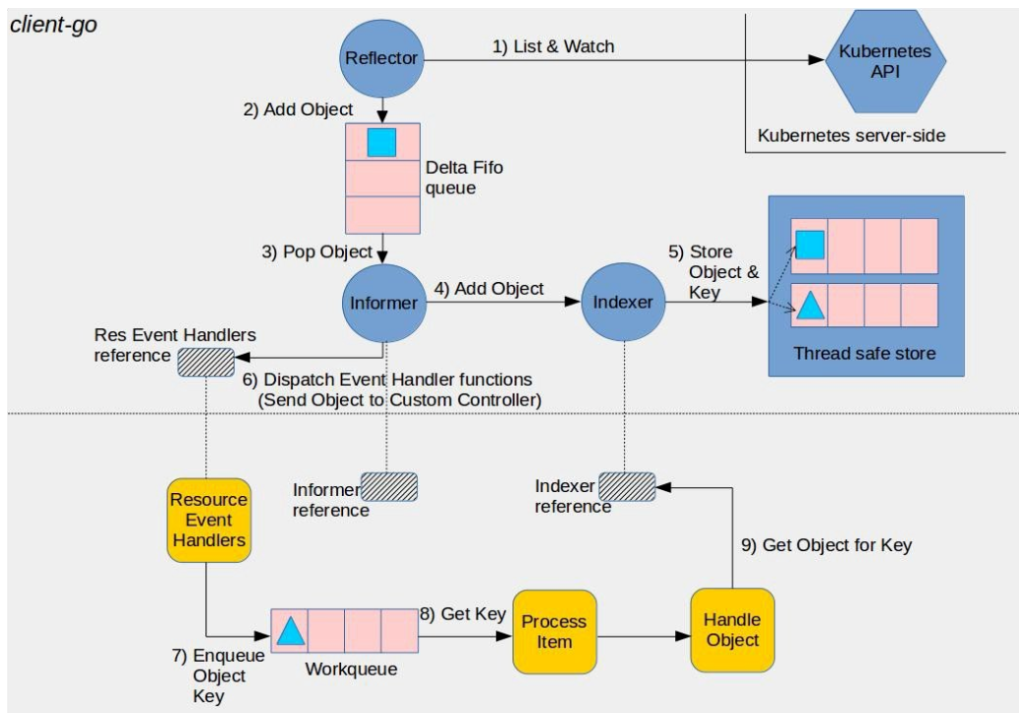 client-go
Reflector
1) List & Watch
Kubernetes
API
Kubernetes server-side
2) Add Object
Delta Fifo
queue
3) Pop Object
Informer
4) Add Object
Indexer
5) Store
Object &
Key
Thread safe store
Res Event Handlers
reference
6) Dispatch Event Handler functions
(Send Object to Custom Controller)
Resource
Event
Handlers
Informer
reference
Indexer
reference
9) Get Object for Key
7) Enqueue
Object
Key
Workqueue
8) Get Key
Process
Item
Handle
Object